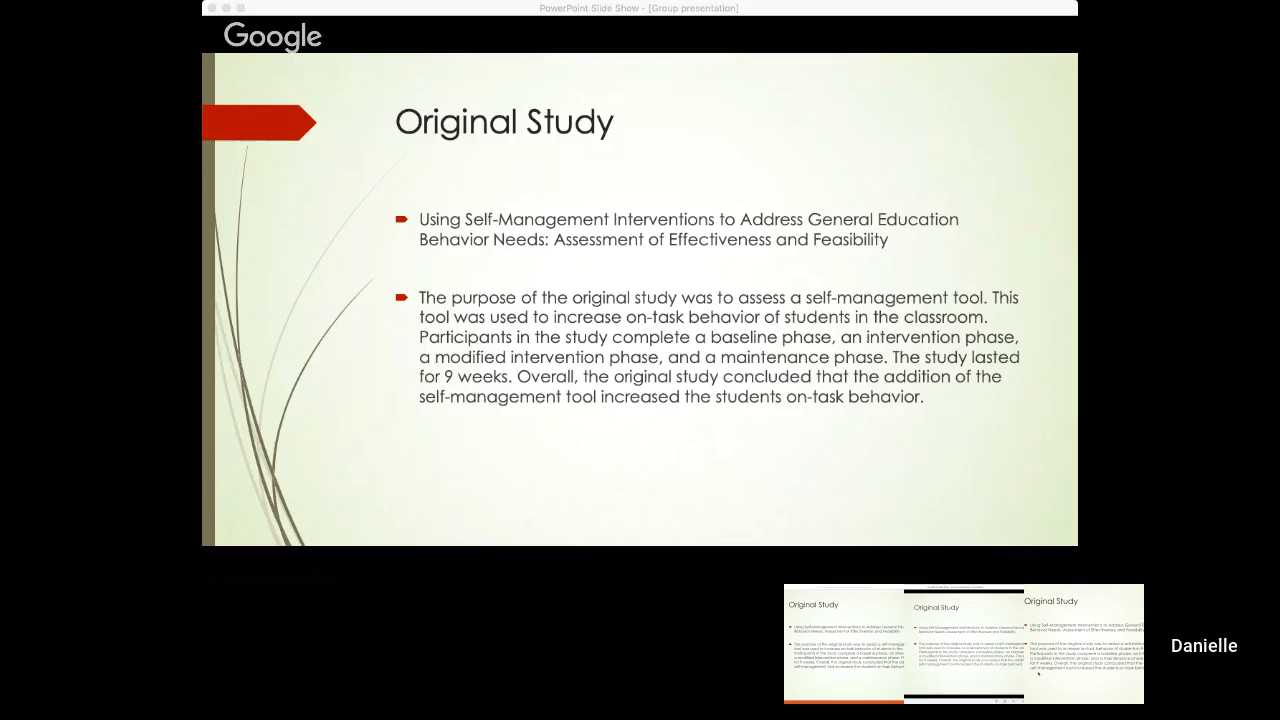 PowerPoint Slide Show - [Group presentation]
Google
Original Study
Using Self-Management Interventions to Address General Education
Behavior Needs: Assessment of Effectiveness and Feasibility
The purpose of the original study was to assess a self-management tool. This
tool was used to increase on-task behavior of students in the classroom.
Participants in the study complete a baseline phase, an intervention phase,
a modified intervention phase, and a maintenance phase. The study lasted
for 9 weeks. Overall, the original study concluded that the addition of the
self-management tool increased the students on-task behavior.
Original Study
Original Study
Original Study
Danielle